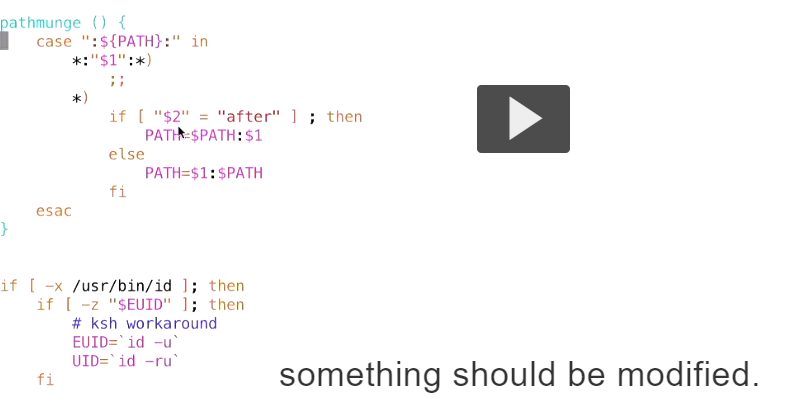 pathmunge () {
    case ":${PATH}:" in
        *:"$1":*)
            ;;
        *)
            if [ "$2" = "after" ] ; then
                PATH=$PATH:$1
            else
                PATH=$1:$PATH
            fi
    esac
}
if [ -x /usr/bin/id ]; then
    if [ -z "$EUID" ]; then
        # ksh workaround
        EUID=`id -u`
        UID=`id -ru`
    fi
something should be modified.